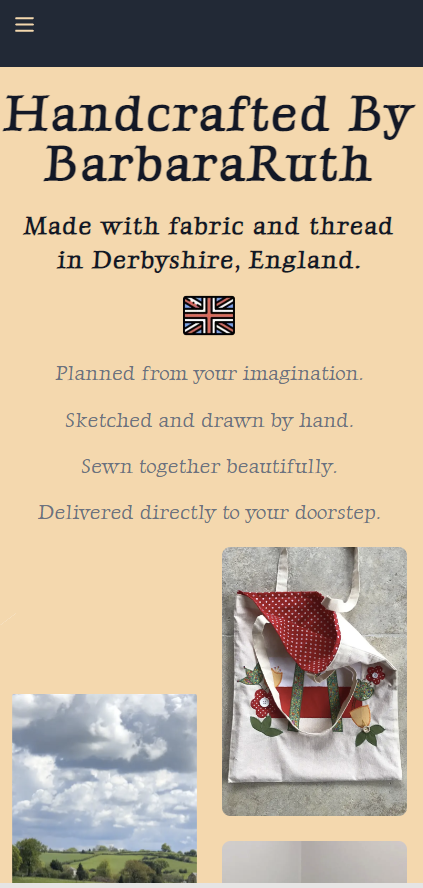 Handcrafted By
BarbaraRuth
Made with fabric and thread
in Derbyshire, England.
Planned from your imagination.
Sketched and drawn by hand.
Sewn together beautifully.
Delivered directly to your doorstep.